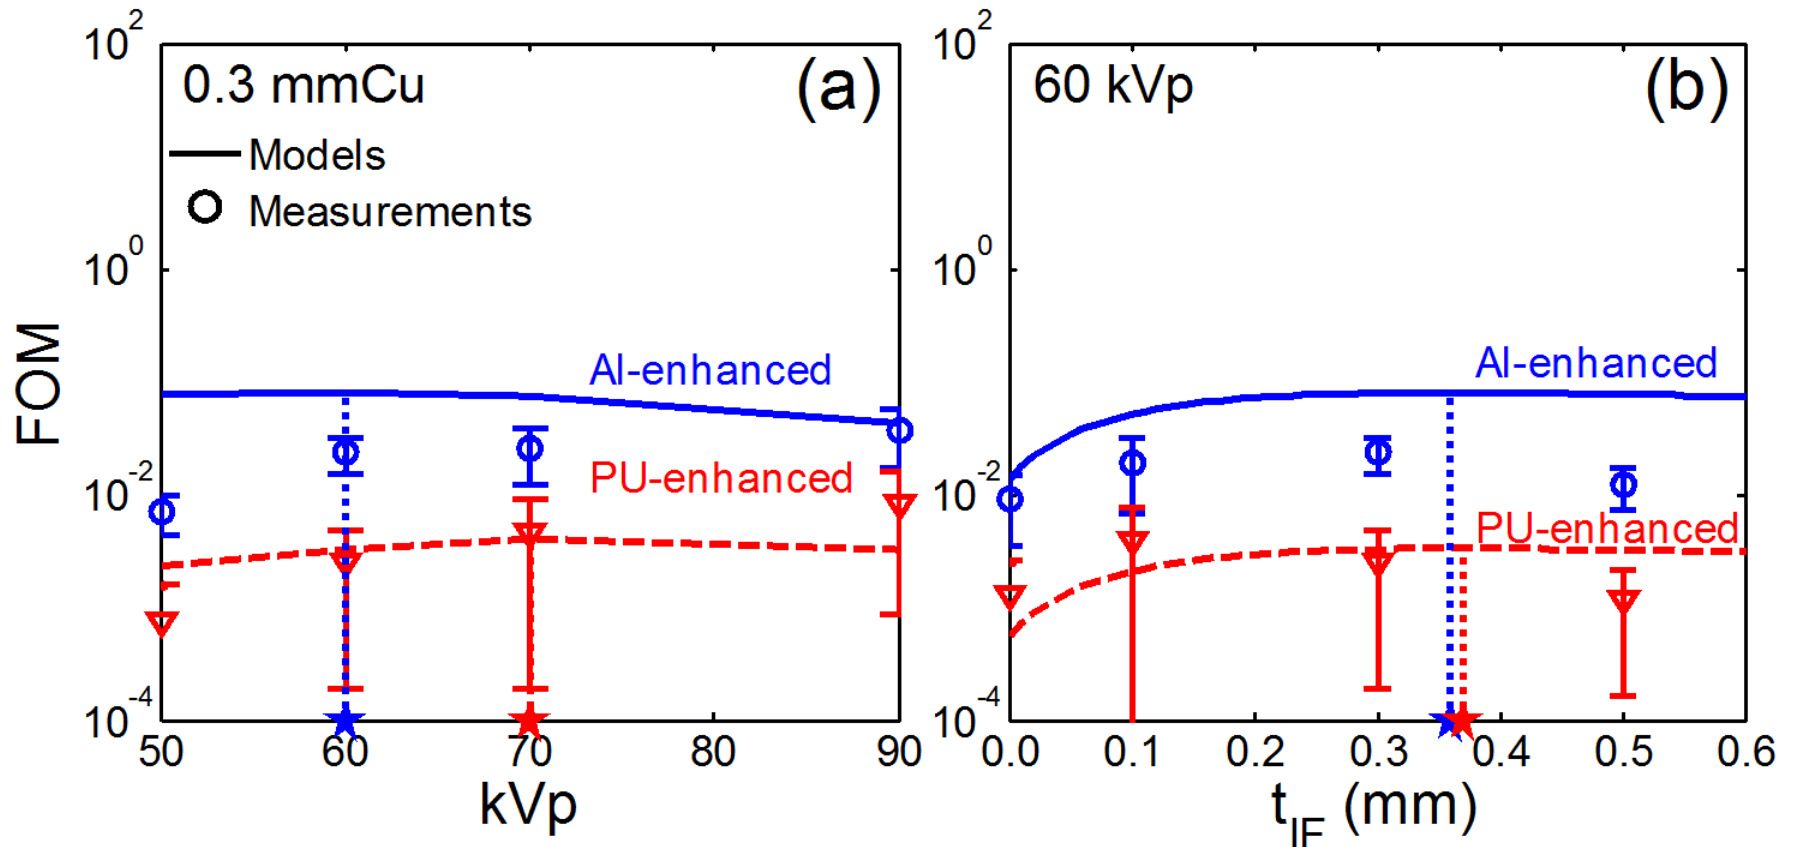 10^2
0.3 mmCu
(a)
Models
Measurements
10^0
FOM
Al-enhanced
10^-2
PU-enhanced
10^-4
50
60
70
80
90
kVp
10^2
60 kVp
(b)
10^0
Al-enhanced
10^-2
PU-enhanced
10^-4
0.0
0.1
0.2
0.3
0.4
0.5
0.6
t_IF (mm)